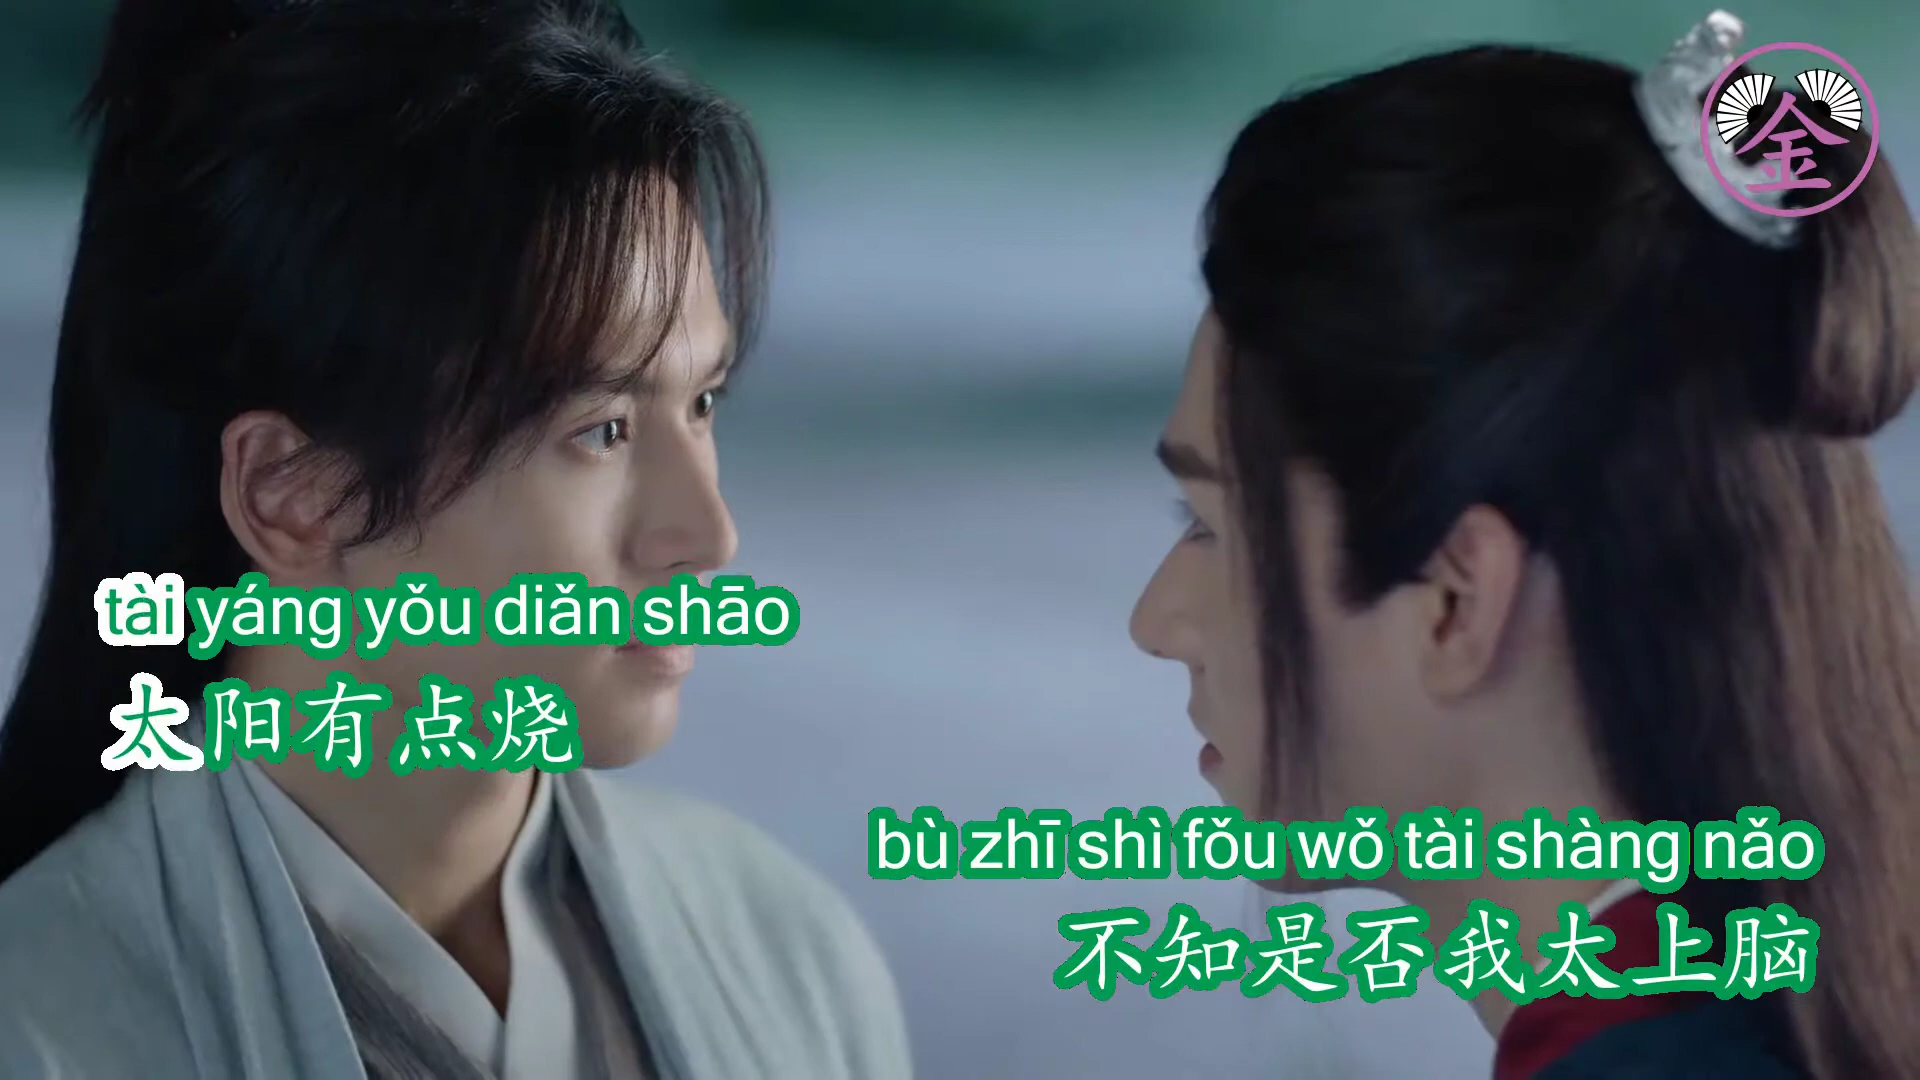 金
tài yáng yǒu diǎn shāo
太阳有点烧
bù zhī shì fǒu wǒ tài shàng nǎo
不知是否我太上脑